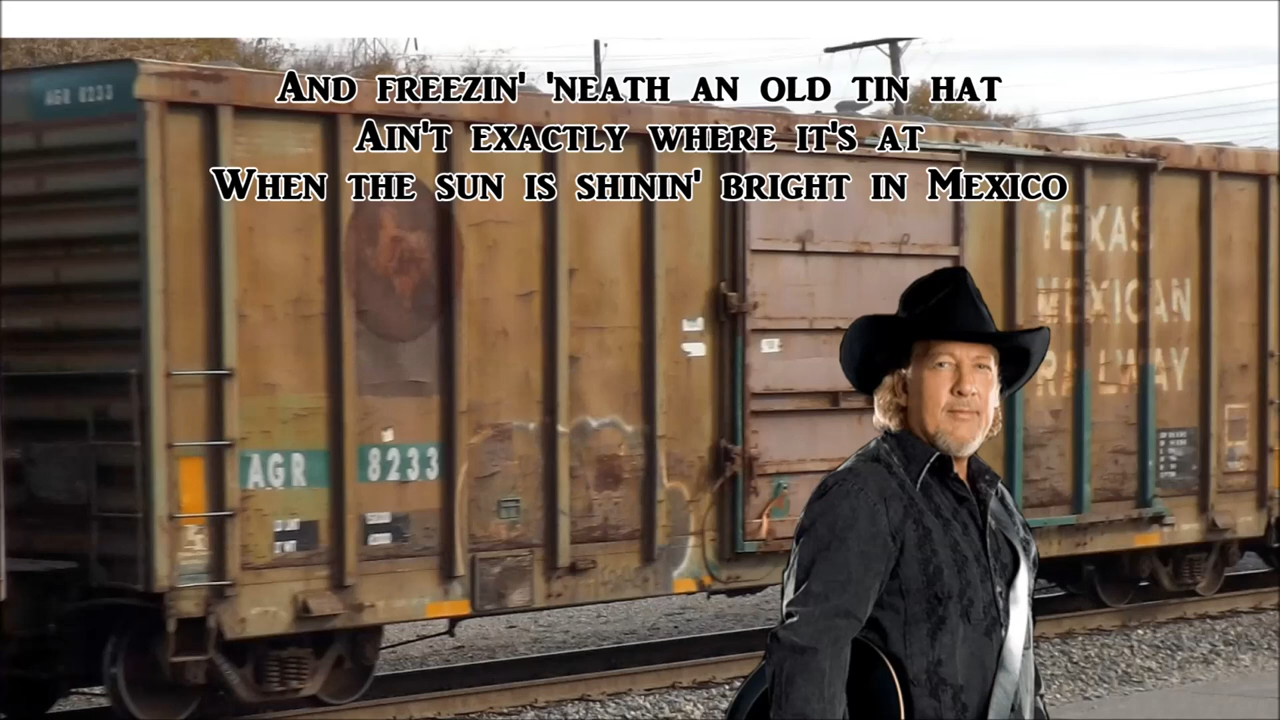 And freezin' 'neath an old tin hat
Ain't exactly where it's at
When the sun is shinin' bright in Mexico
AGR 8233
TEXAS
MEXICAN
RAILWAY
AGR 8233